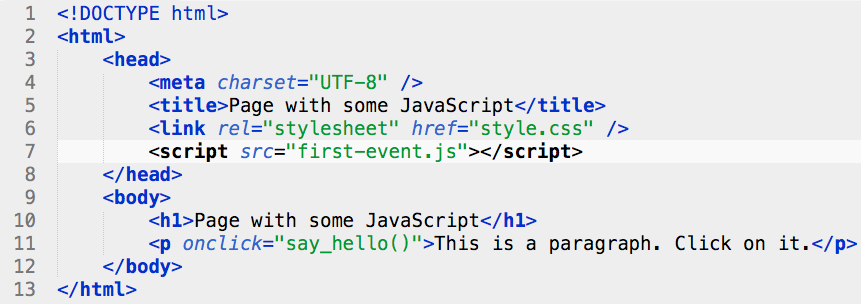 1 <!DOCTYPE html>
2 <html>
3     <head>
4         <meta charset="UTF-8" />
5         <title>Page with some JavaScript</title>
6         <link rel="stylesheet" href="style.css" />
7         <script src="first-event.js"></script>
8     </head>
9     <body>
10         <h1>Page with some JavaScript</h1>
11         <p onclick="say_hello()">This is a paragraph. Click on it.</p>
12     </body>
13 </html>